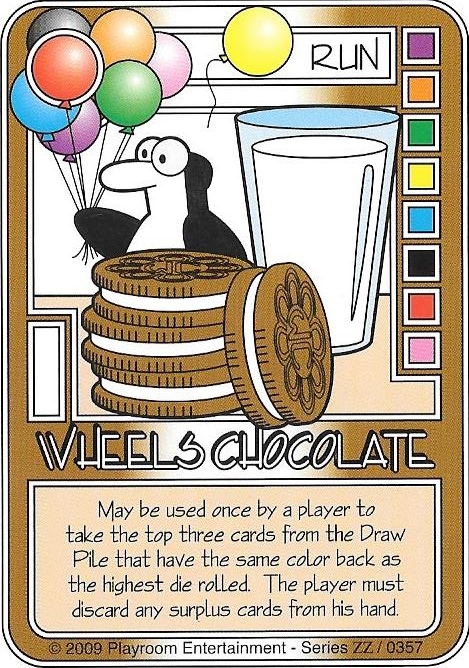 RUN
WHEELS CHOCOLATE
May be used once by a player to
take the top three cards from the Draw
Pile that have the same color back as
the highest die rolled. The player must
discard any surplus cards from his hand.
© 2009 Playroom Entertainment - Series ZZ / 0357